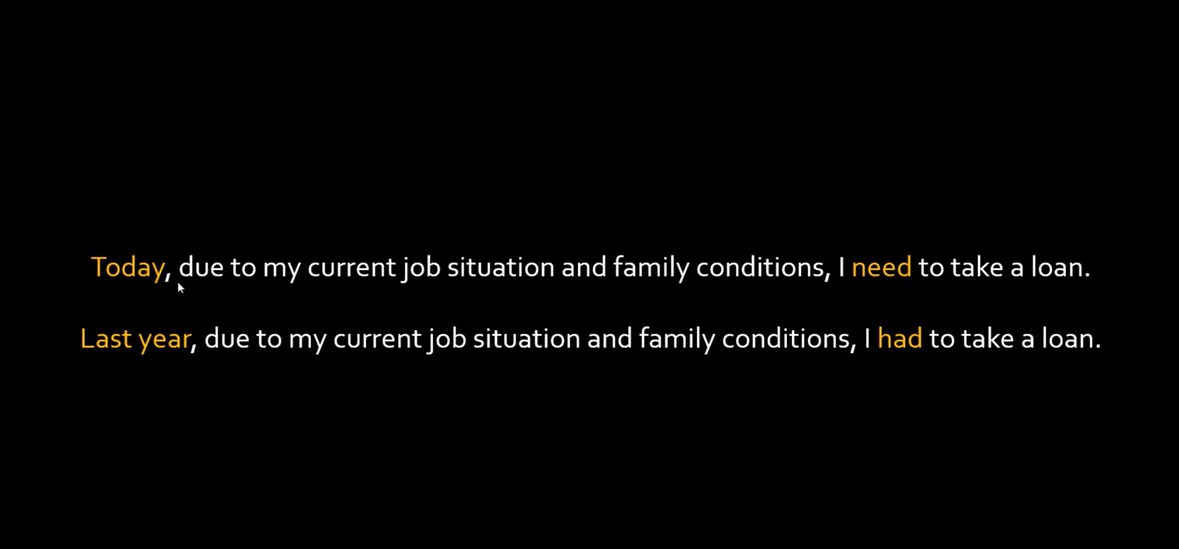 Today, due to my current job situation and family conditions, I need to take a loan.
Last year, due to my current job situation and family conditions, I had to take a loan.